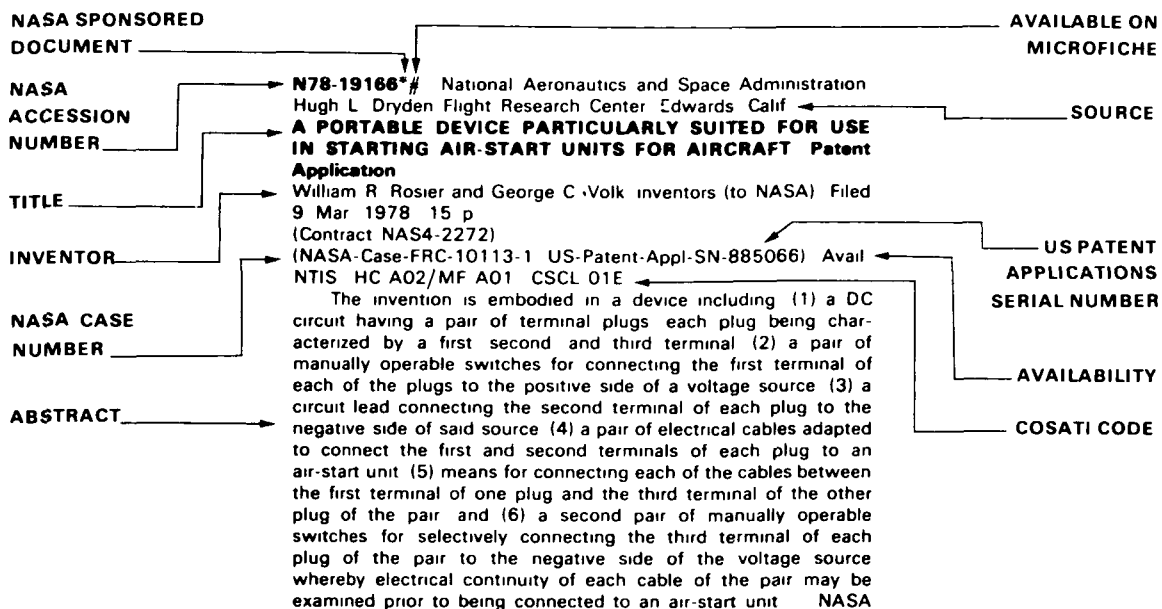 NASA SPONSORED
DOCUMENT
NASA
ACCESSION
NUMBER
TITLE
INVENTOR
NASA CASE
NUMBER
ABSTRACT
N78-19166*# National Aeronautics and Space Administration
Hugh L Dryden Flight Research Center Edwards Calif
A PORTABLE DEVICE PARTICULARLY SUITED FOR USE
IN STARTING AIR-START UNITS FOR AIRCRAFT Patent
Application
William R Rosier and George C Volk inventors (to NASA) Filed
9 Mar 1978 15 p
(Contract NAS4-2272)
(NASA-Case-FRC-10113-1 US-Patent-Appl-SN-885066) Avail
NTIS HC A02/MF A01 CSCL 01E
The invention is embodied in a device including (1) a DC
circuit having a pair of terminal plugs each plug being char-
acterized by a first second and third terminal (2) a pair of
manually operable switches for connecting the first terminal of
each of the plugs to the positive side of a voltage source (3) a
circuit lead connecting the second terminal of each plug to the
negative side of said source (4) a pair of electrical cables adapted
to connect the first and second terminals of each plug to an
air-start unit (5) means for connecting each of the cables between
the first terminal of one plug and the third terminal of the other
plug of the pair and (6) a second pair of manually operable
switches for selectively connecting the third terminal of each
plug of the pair to the negative side of the voltage source
whereby electrical continuity of each cable of the pair may be
examined prior to being connected to an air-start unit NASA
AVAILABLE ON
MICROFICHE
SOURCE
US PATENT
APPLICATIONS
SERIAL NUMBER
AVAILABILITY
COSATI CODE